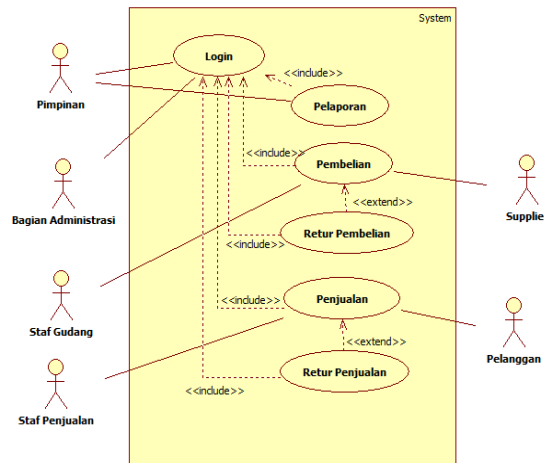 System
Login
<<include>>
Pimpinan
Pelaporan
<<include>>
Pembelian
Bagian Administrasi
<<extend>>
Supplie
Retur Pembelian
<<include>>
Penjualan
<<include>>
Staf Gudang
<<extend>>
Pelanggan
Retur Penjualan
<<include>>
Staf Penjualan